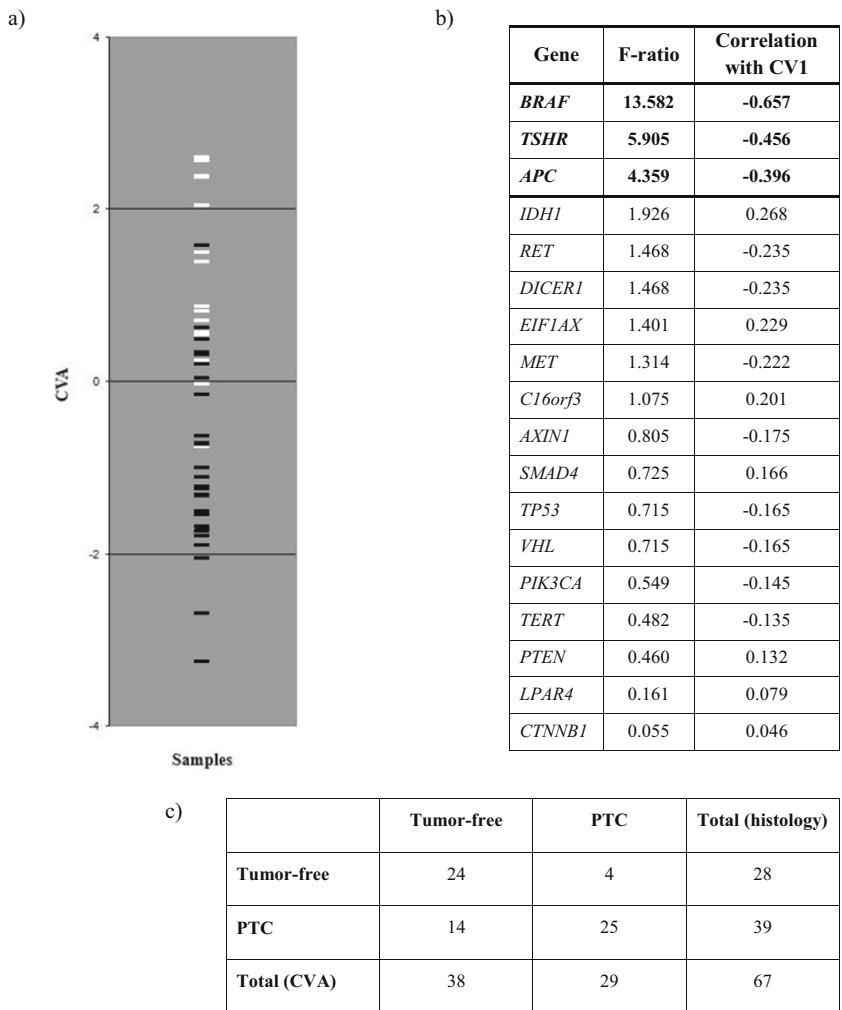 a)
4
2
0
-2
-4
CVA
Samples
b)
Gene F-ratio Correlation with CV1
BRAF 13.582 -0.657
TSHR 5.905 -0.456
APC 4.359 -0.396
IDH1 1.926 0.268
RET 1.468 -0.235
DICER1 1.468 -0.235
EIF1AX 1.401 0.229
MET 1.314 -0.222
C16orf3 1.075 0.201
AXIN1 0.805 -0.175
SMAD4 0.725 0.166
TP53 0.715 -0.165
VHL 0.715 -0.165
PIK3CA 0.549 -0.145
TERT 0.482 -0.135
PTEN 0.460 0.132
LPAR4 0.161 0.079
CTNNB1 0.055 0.046
c)
Tumor-free PTC Total (histology)
Tumor-free 24 4 28
PTC 14 25 39
Total (CVA) 38 29 67